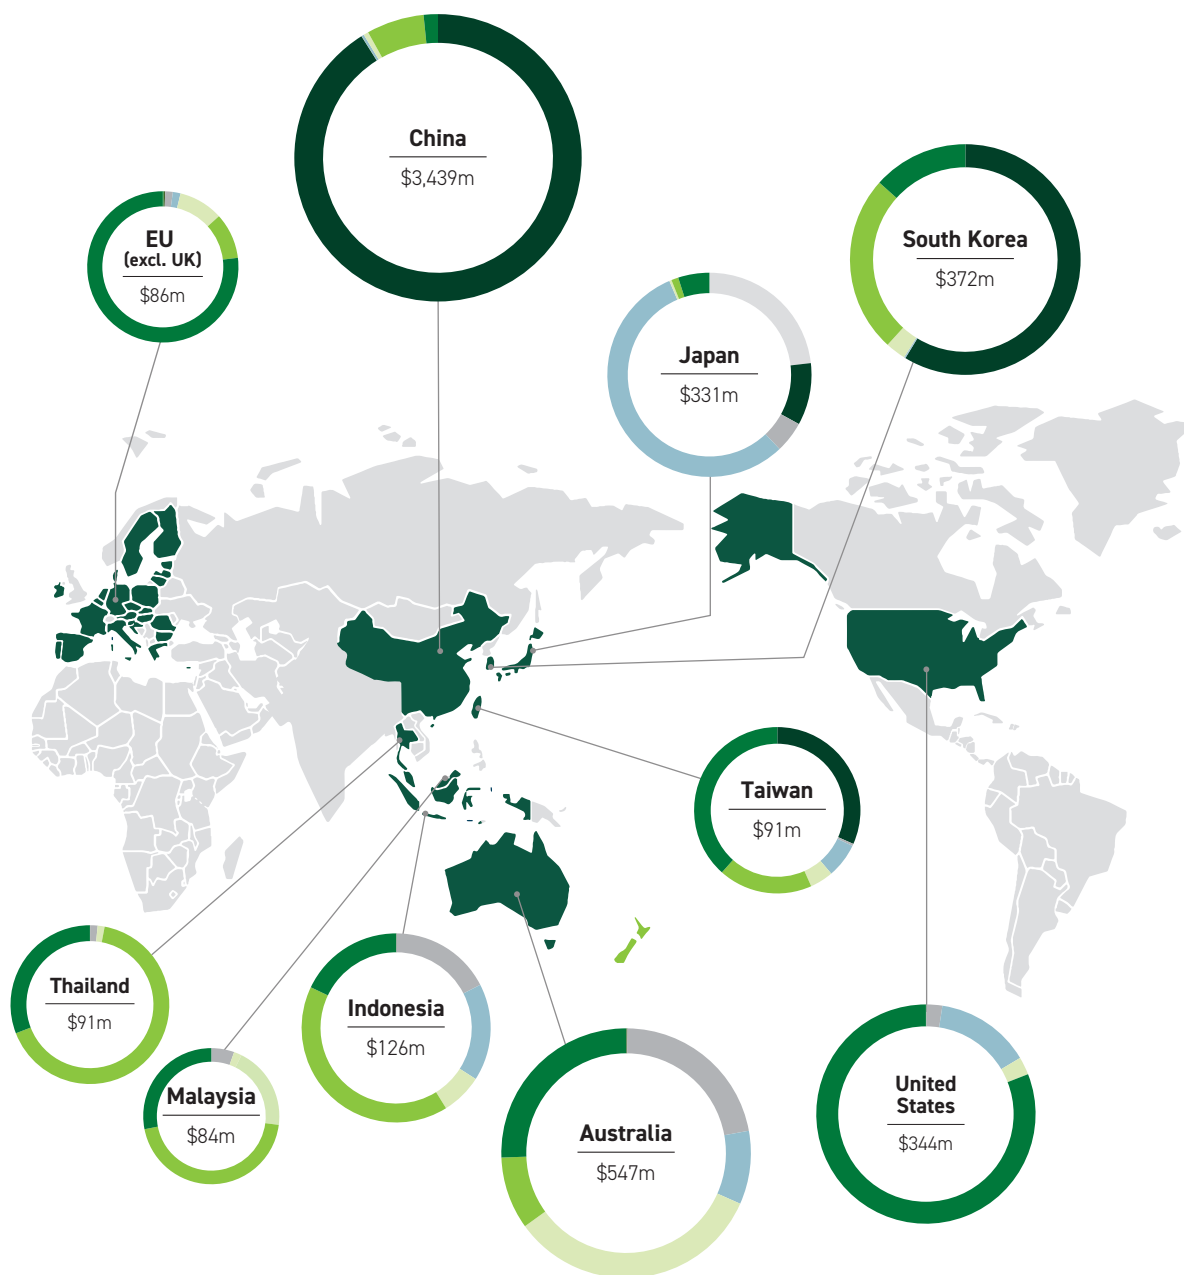 China
$3,439m
EU
(excl. UK)
$86m
South Korea
$372m
Japan
$331m
Taiwan
$91m
Thailand
$91m
Indonesia
$126m
Malaysia
$84m
Australia
$547m
United
States
$344m